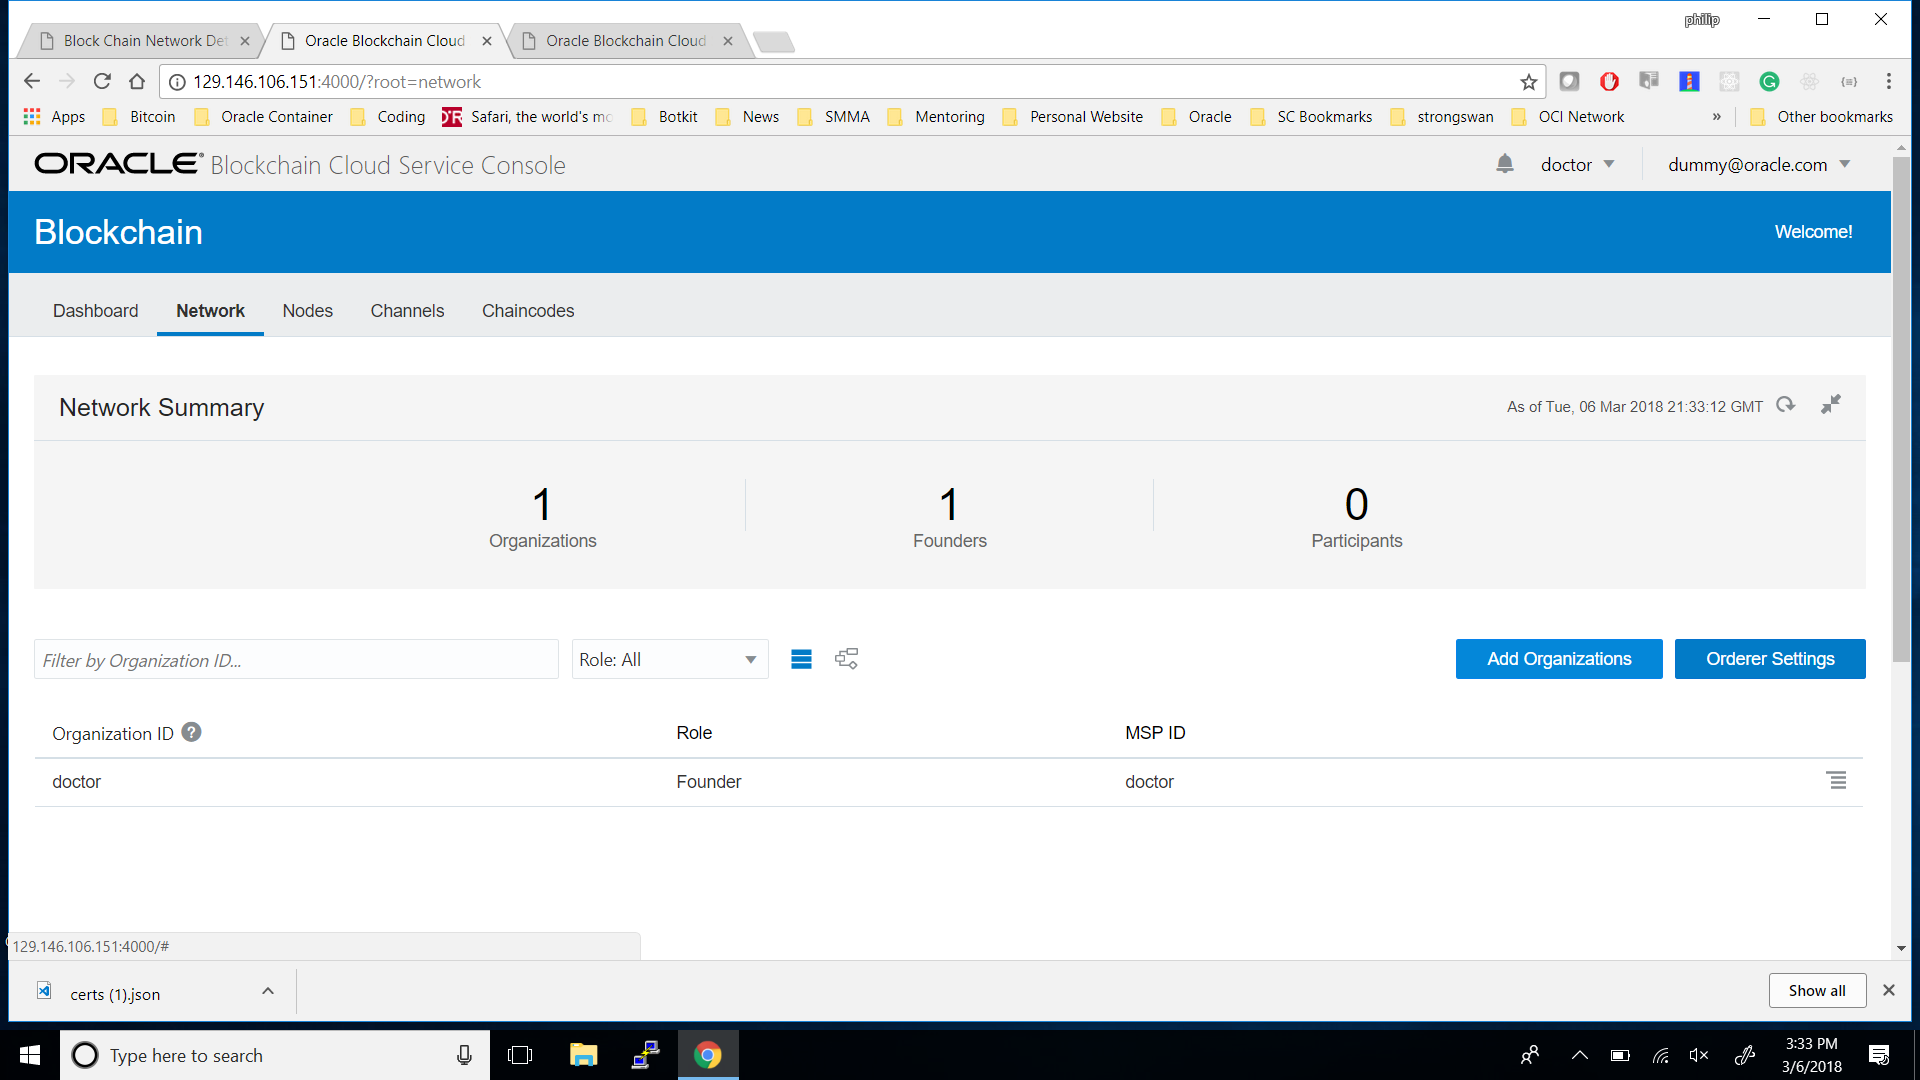 philip
Block Chain Network Det
Oracle Blockchain Cloud
Oracle Blockchain Cloud
129.146.106.151:4000/?root=network
Apps
Bitcoin
Oracle Container
Coding
Safari, the world's mo
Botkit
News
SMMA
Mentoring
Personal Website
Oracle
SC Bookmarks
strongswan
OCI Network
»
Other bookmarks
ORACLE® Blockchain Cloud Service Console
doctor
dummy@oracle.com
Blockchain
Welcome!
Dashboard
Network
Nodes
Channels
Chaincodes
Network Summary
As of Tue, 06 Mar 2018 21:33:12 GMT
1
Organizations
1
Founders
0
Participants
Filter by Organization ID...
Role: All
Add Organizations
Orderer Settings
Organization ID ?
Role
MSP ID
doctor
Founder
doctor
129.146.106.151:4000/#
certs (1).json
Show all
Type here to search
3:33 PM
3/6/2018